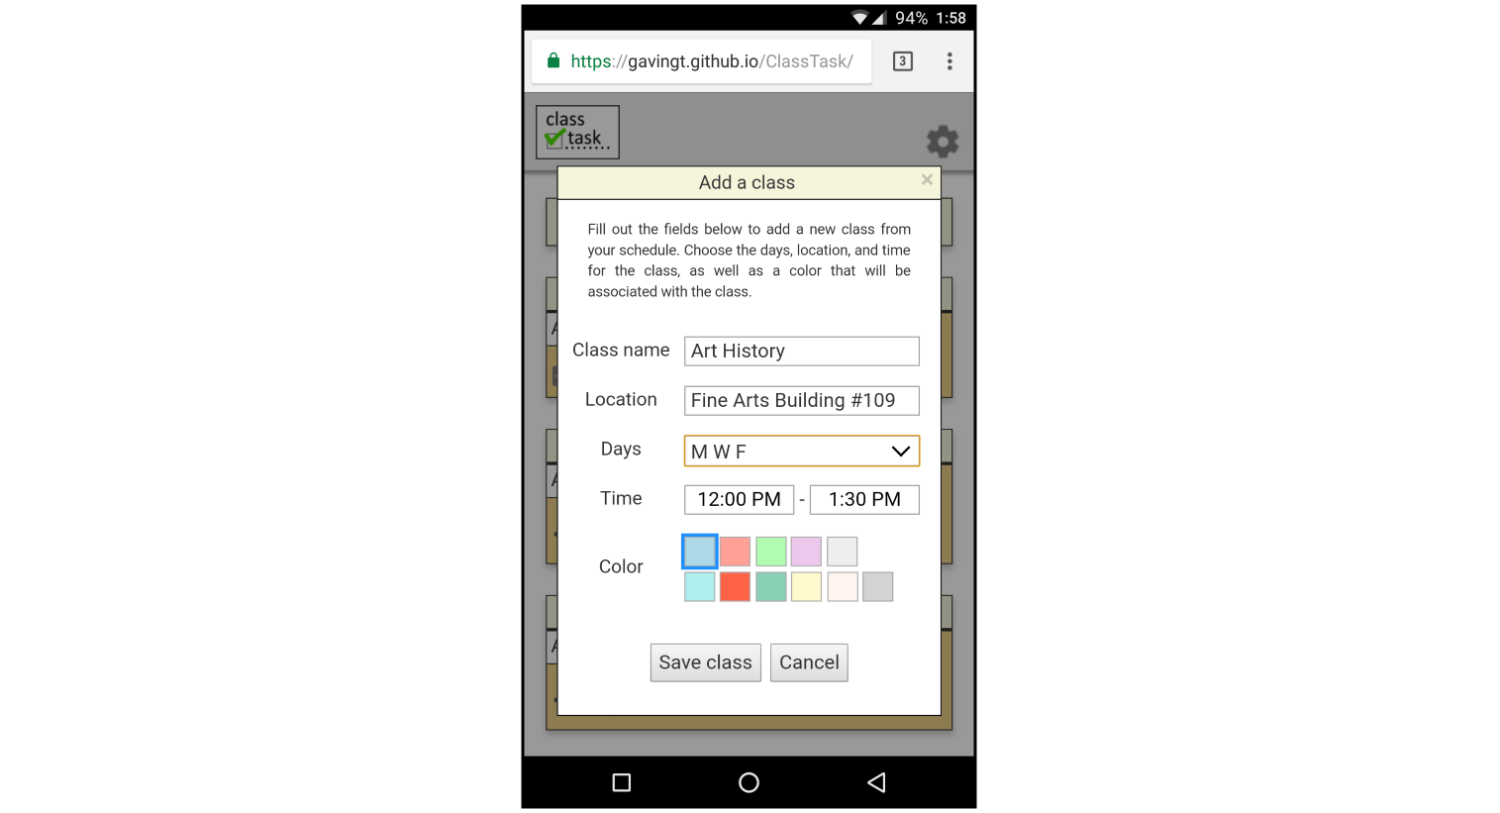 94% 1:58
https://gavingt.github.io/ClassTask/
3
class
task
Add a class
×
Fill out the fields below to add a new class from
your schedule. Choose the days, location, and time
for the class, as well as a color that will be
associated with the class.
Class name Art History
Location Fine Arts Building #109
Days M W F
Time 12:00 PM - 1:30 PM
Color
Save class Cancel